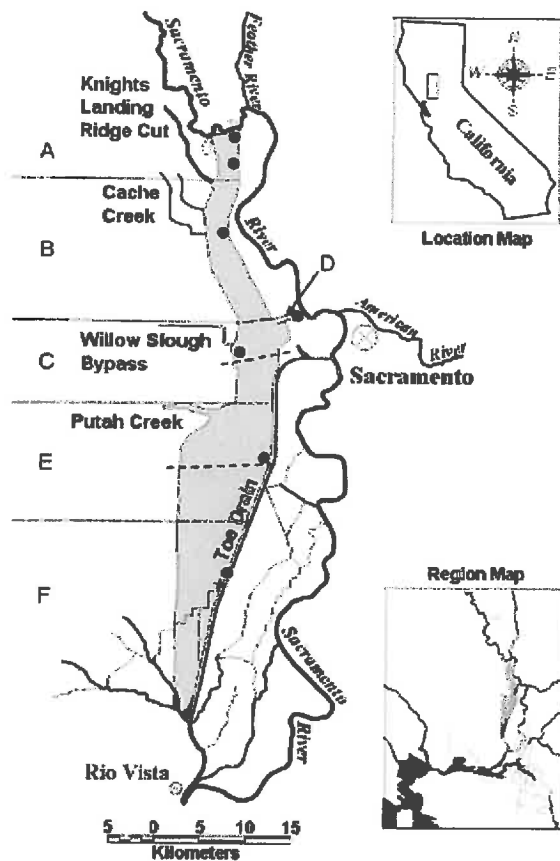 Sacramento
Feather River
Knights
Landing
Ridge Cut
A
Cache
Creek
B
River
D
American
River
Sacramento
Willow Slough
Bypass
C
Putah Creek
E
Toe Drain
F
Sacramento
River
Rio Vista
5 0 5 10 15
Kilometers
N
W
E
S
California
Location Map
Region Map